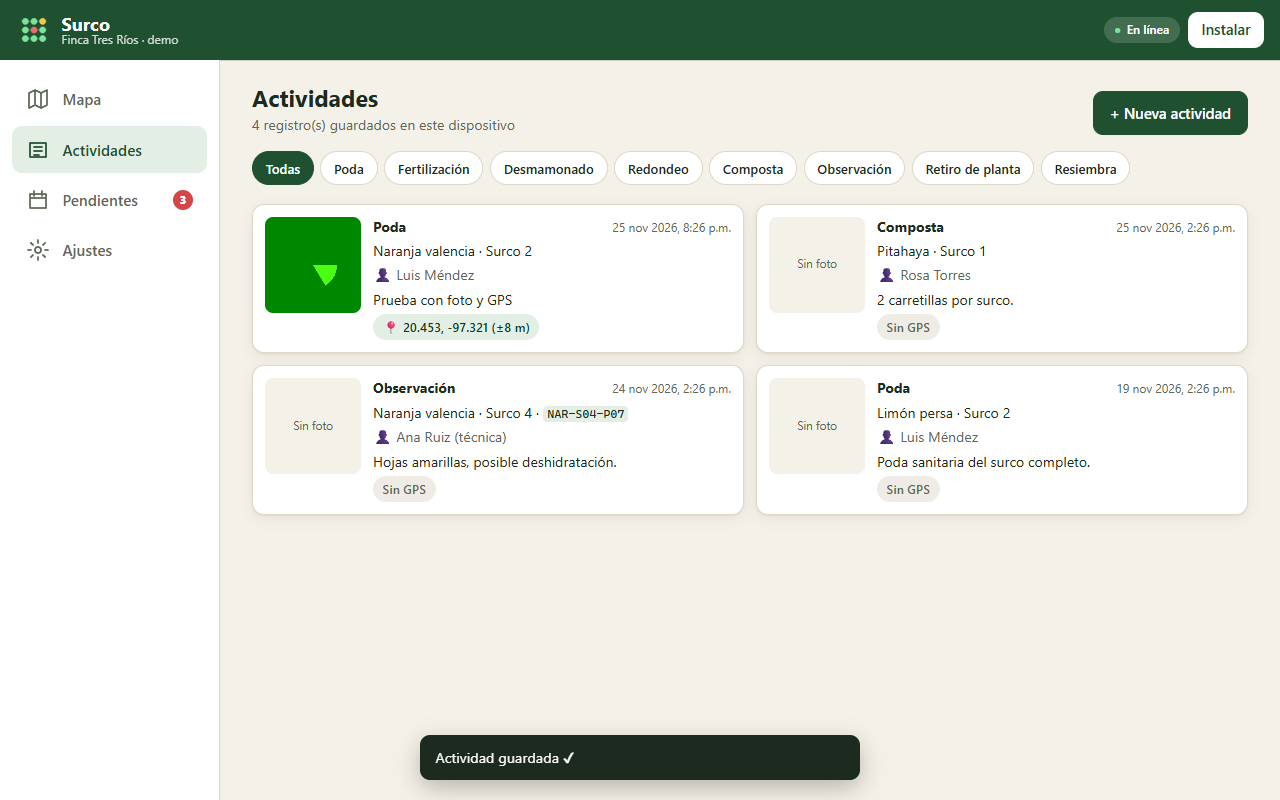 Surco
Finca Tres Ríos · demo
En línea
Instalar
Mapa
Actividades
Pendientes
3
Ajustes
Actividades
4 registro(s) guardados en este dispositivo
+ Nueva actividad
Todas
Poda
Fertilización
Desmamonado
Redondeo
Composta
Observación
Retiro de planta
Resiembra
Poda
25 nov 2026, 8:26 p.m.
Naranja valencia · Surco 2
Luis Méndez
Prueba con foto y GPS
20.453, -97.321 (±8 m)
Sin foto
Composta
25 nov 2026, 2:26 p.m.
Pitahaya · Surco 1
Rosa Torres
2 carretillas por surco.
Sin GPS
Sin foto
Observación
24 nov 2026, 2:26 p.m.
Naranja valencia · Surco 4 · NAR-S04-P07
Ana Ruiz (técnica)
Hojas amarillas, posible deshidratación.
Sin GPS
Sin foto
Poda
19 nov 2026, 2:26 p.m.
Limón persa · Surco 2
Luis Méndez
Poda sanitaria del surco completo.
Sin GPS
Actividad guardada ✓